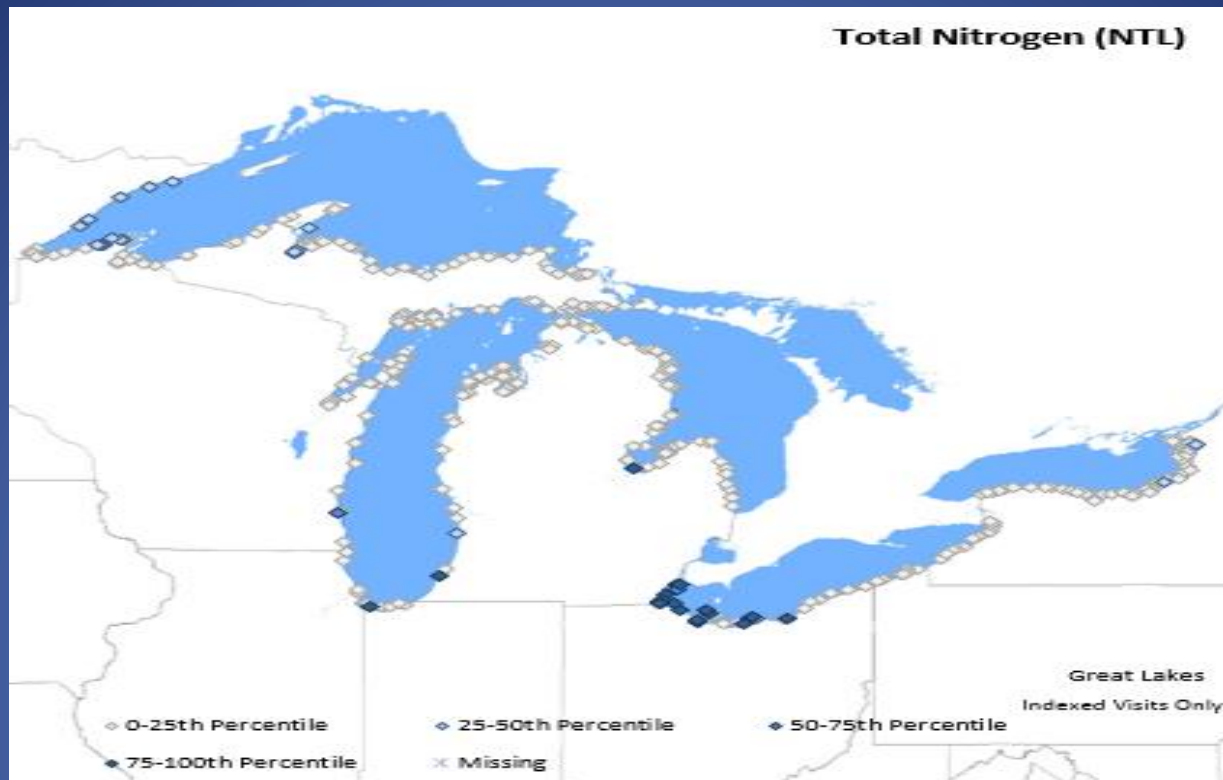 Total Nitrogen (NTL)
Great Lakes
Indexed Visits Only
0-25th Percentile
25-50th Percentile
50-75th Percentile
75-100th Percentile
Missing